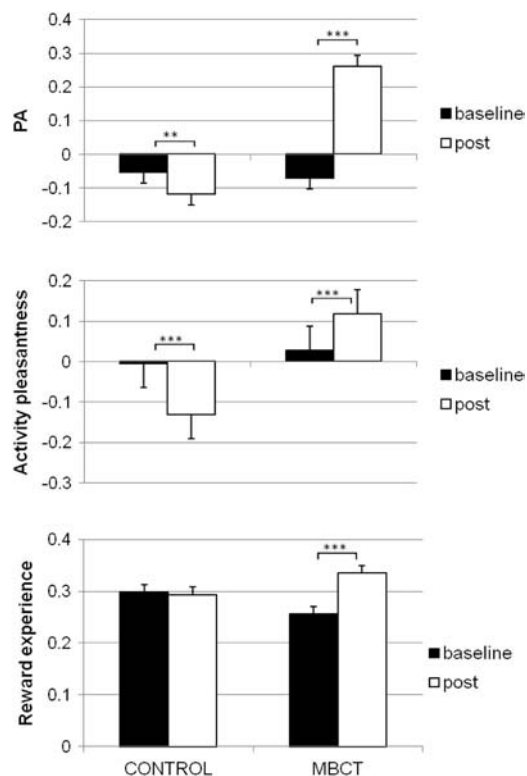 0.4
0.3
0.2
0.1
0
-0.1
-0.2
PA
**
***
baseline
post
0.2
0.1
0
-0.1
-0.2
-0.3
Activity pleasantness
***
***
baseline
post
0.4
0.3
0.2
0.1
0
Reward experience
***
baseline
post
CONTROL MBCT